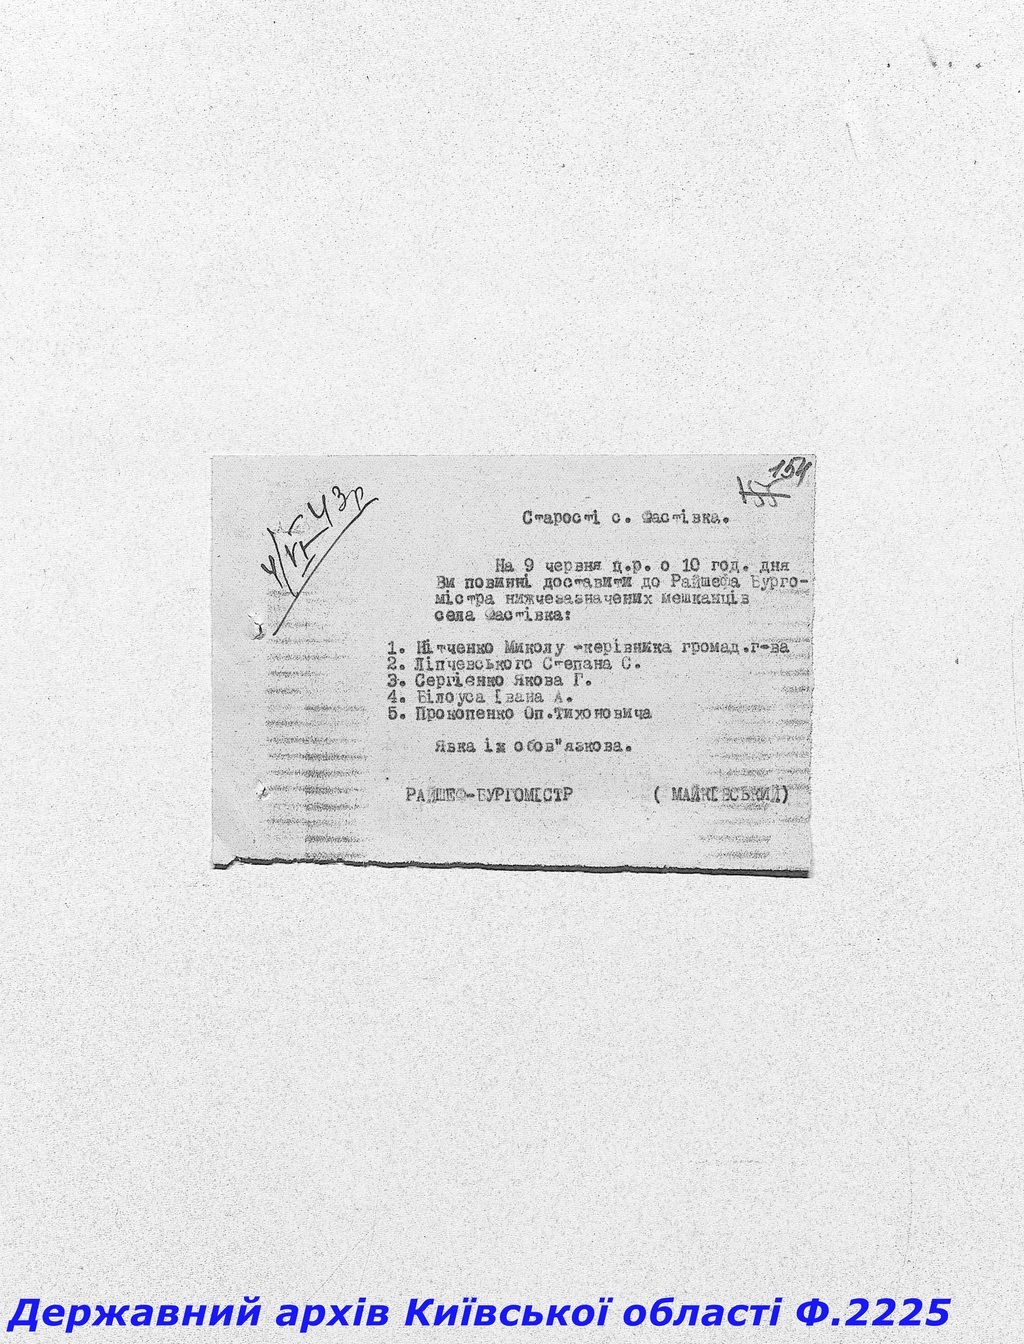 154
4/VI-43р
Старості с. Фастівка.
На 9 червня ц.р. о 10 год. дня
Ви повинні доставити до Райшефа Бурго-
містра нижчезазначених мешканців
села Фастівка:
1. Нітченко Миколу -керівника громад.г-ва
2. Ліпчевського Степана С.
3. Сергієнко Якова Г.
4. Білоуса Івана А.
5. Прокопенко Оп.Тихоновича
Явка їм обов"язкова.
РАЙШЕФ-БУРГОМІСТР ( МАЙКІВСЬКИЙ)
Державний архів Київської області Ф.2225